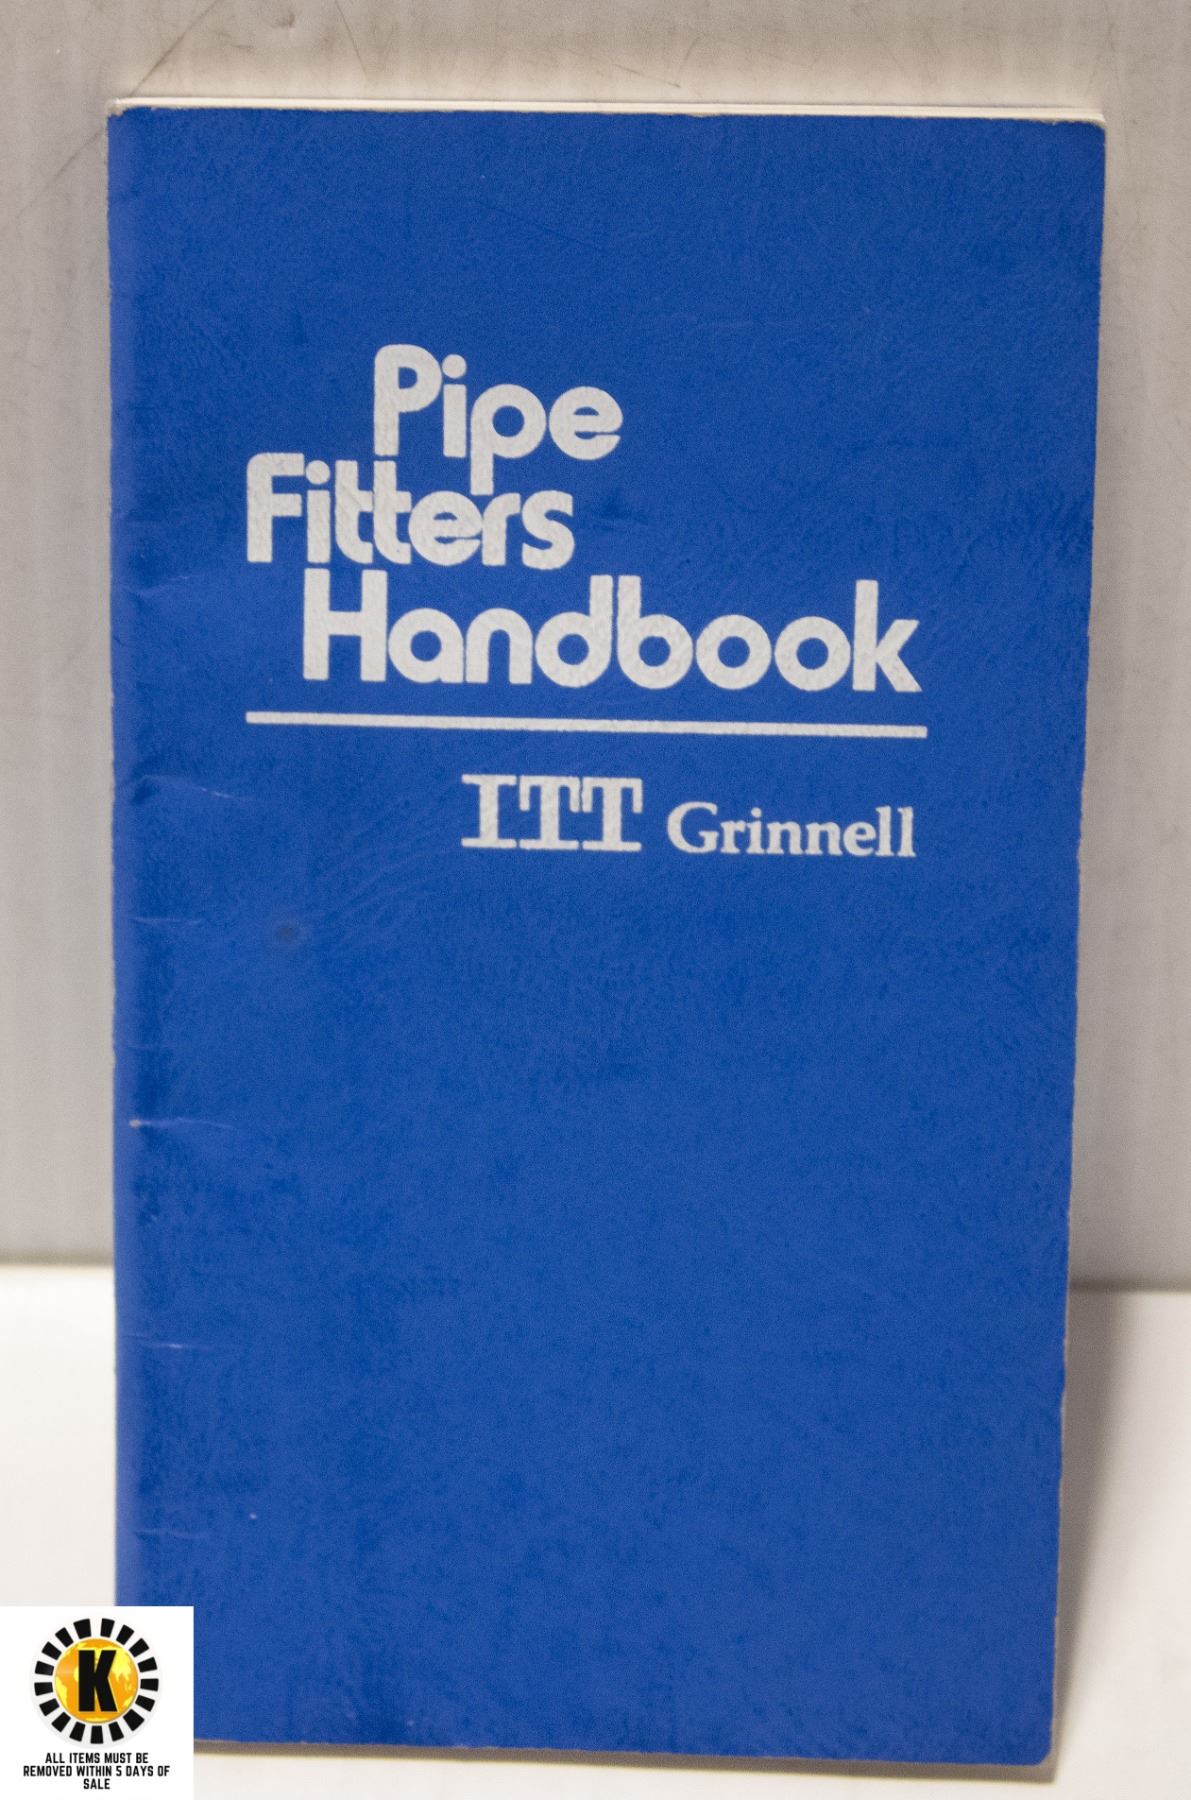 Pipe
Fitters
Handbook
ITT Grinnell
K
ALL ITEMS MUST BE
REMOVED WITHIN 5 DAYS OF
SALE